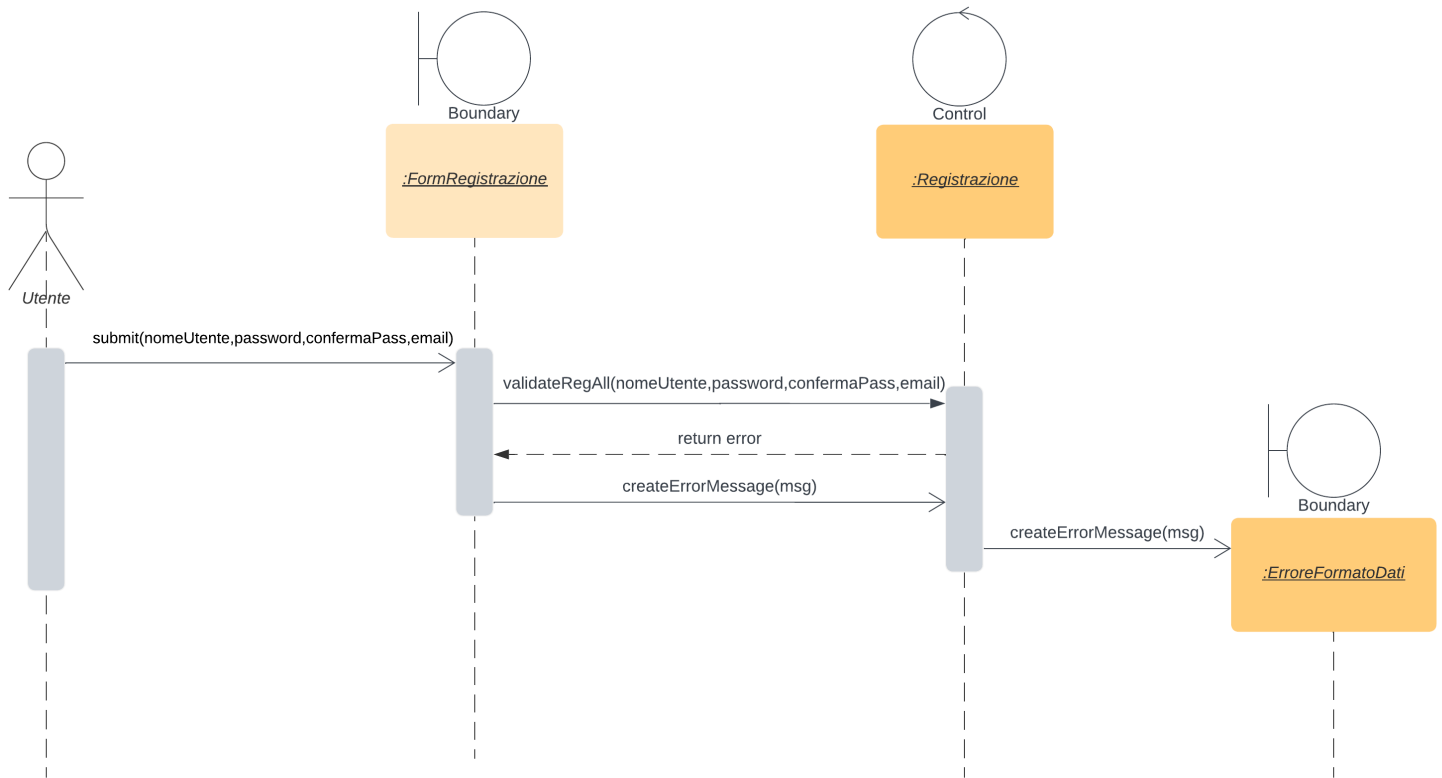 Boundary
Control
:FormRegistrazione
:Registrazione
Utente
submit(nomeUtente,password,confermaPass,email)
validateRegAll(nomeUtente,password,confermaPass,email)
return error
createErrorMessage(msg)
Boundary
createErrorMessage(msg)
:ErroreFormatoDati